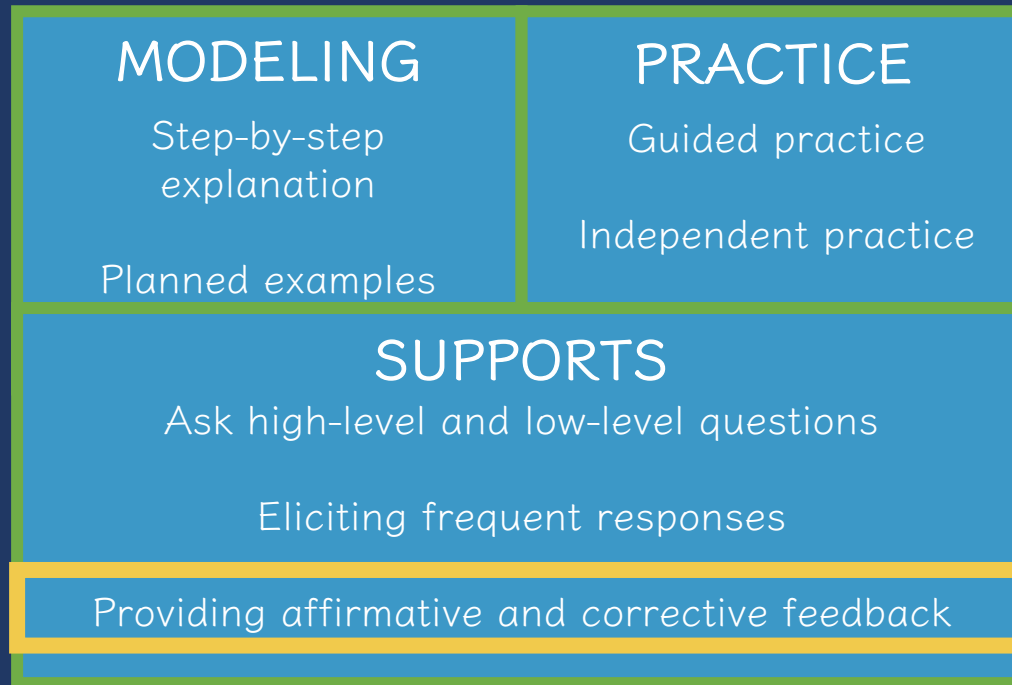 MODELING
Step-by-step
explanation
Planned examples
PRACTICE
Guided practice
Independent practice
SUPPORTS
Ask high-level and low-level questions
Eliciting frequent responses
Providing affirmative and corrective feedback